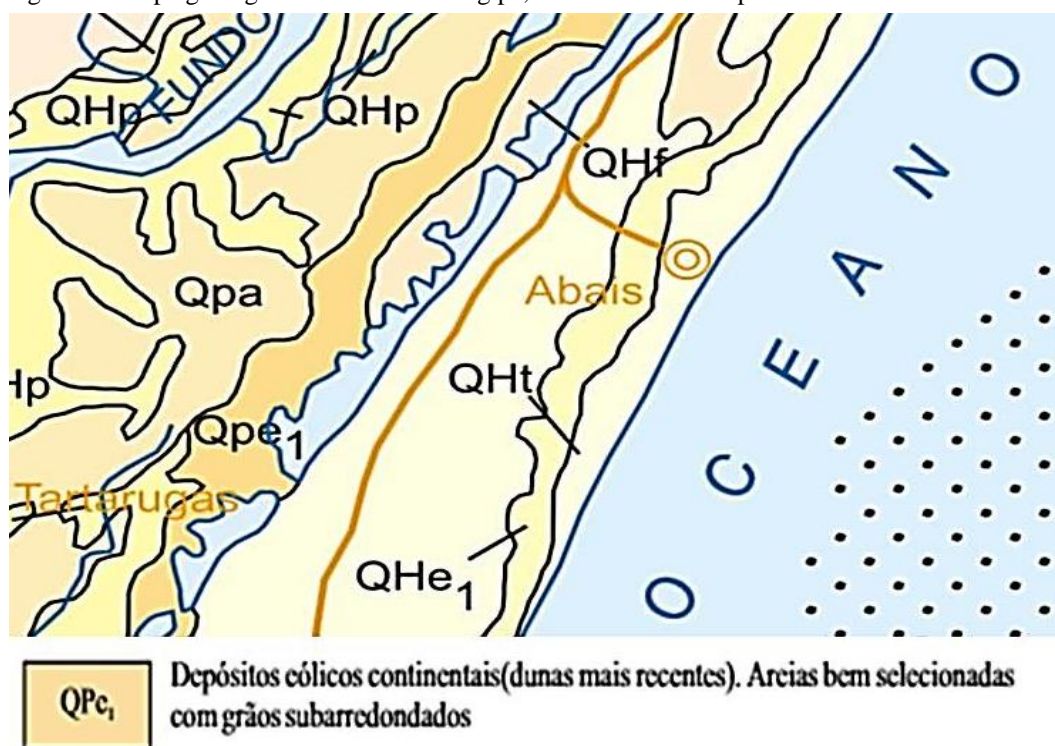 FUNDO
QHp
QHp
QHf
Qpa
Abais
Hp
QHt
Qpe1
Tartarugas
QHe1
OCEANO
QPe1
Depósitos eólicos continentais(dunas mais recentes). Areias bem selecionadas
com grãos subarredondados